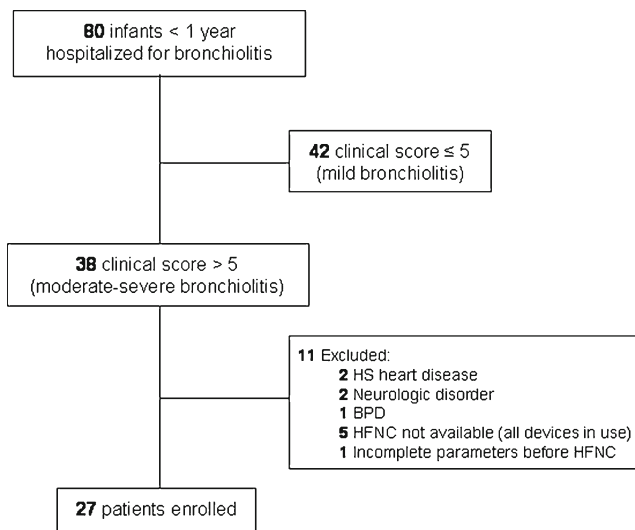 80 infants < 1 year
hospitalized for bronchiolitis
42 clinical score ≤ 5
(mild bronchiolitis)
38 clinical score > 5
(moderate-severe bronchiolitis)
11 Excluded:
2 HS heart disease
2 Neurologic disorder
1 BPD
5 HFNC not available (all devices in use)
1 Incomplete parameters before HFNC
27 patients enrolled